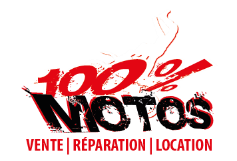 100%
MOTOS
VENTE | RÉPARATION | LOCATION